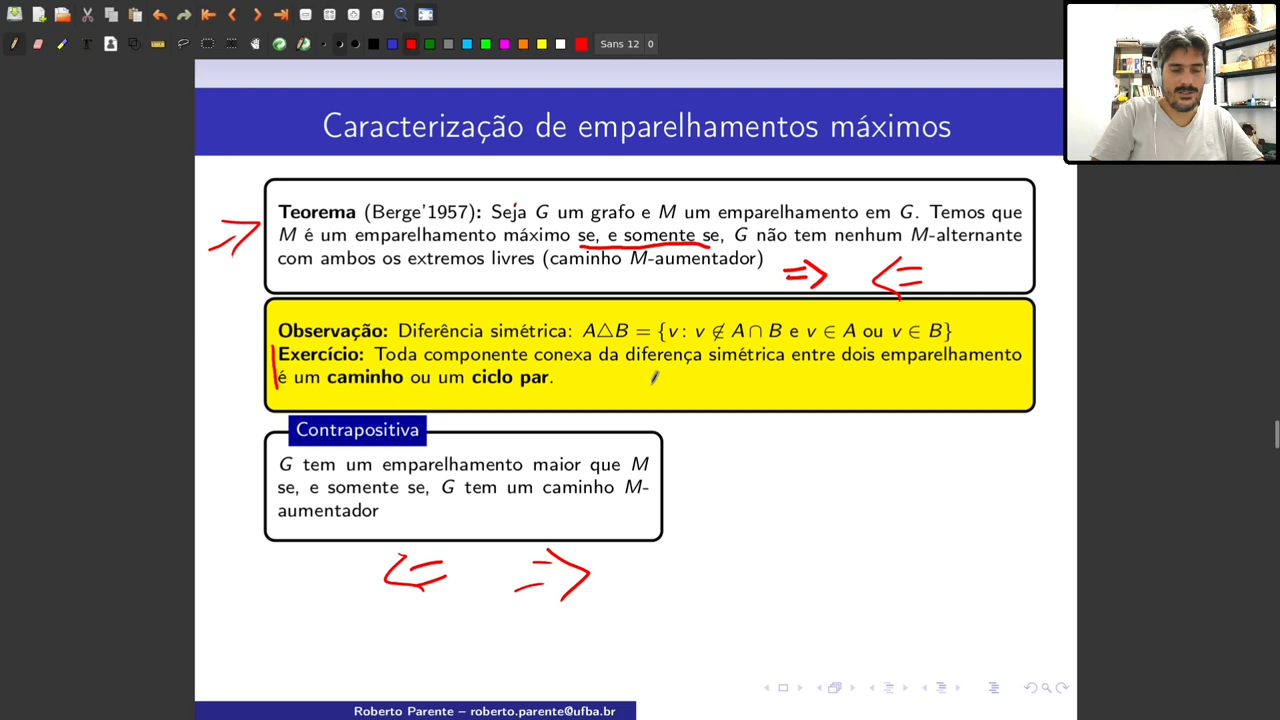 Sans 12 0
Caracterização de emparelhamentos máximos
Teorema (Berge'1957): Seja G um grafo e M um emparelhamento em G. Temos que
M é um emparelhamento máximo se, e somente se, G não tem nenhum M-alternante
com ambos os extremos livres (caminho M-aumentador)
⇒ ⇐
Observação: Diferência simétrica: A△B = {v : v ∉ A ∩ B e v ∈ A ou v ∈ B}
Exercício: Toda componente conexa da diferença simétrica entre dois emparelhamento
é um caminho ou um ciclo par.
Contrapositiva
G tem um emparelhamento maior que M
se, e somente se, G tem um caminho M-
aumentador
⇐ ⇒
Roberto Parente – roberto.parente@ufba.br